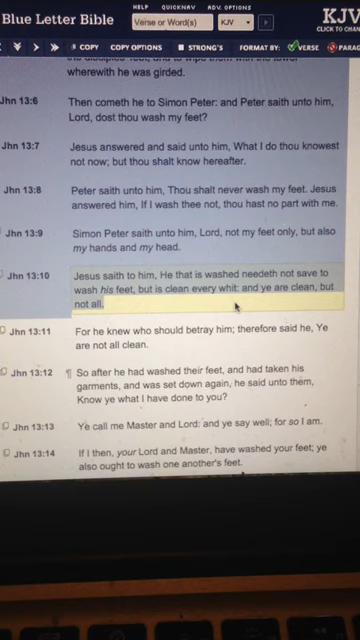 HELP QUICKNAV ADV. OPTIONS
Blue Letter Bible Verse or Word(s) KJV KJV
CLICK TO CHAN
COPY COPY OPTIONS STRONG'S FORMAT BY: VERSE PARAG
the disciples' feet, and to wipe them with the towel
wherewith he was girded.
Jhn 13:6 Then cometh he to Simon Peter: and Peter saith unto him,
Lord, dost thou wash my feet?
Jhn 13:7 Jesus answered and said unto him, What I do thou knowest
not now; but thou shalt know hereafter.
Jhn 13:8 Peter saith unto him, Thou shalt never wash my feet. Jesus
answered him, If I wash thee not, thou hast no part with me.
Jhn 13:9 Simon Peter saith unto him, Lord, not my feet only, but also
my hands and my head.
Jhn 13:10 Jesus saith to him, He that is washed needeth not save to
wash his feet, but is clean every whit: and ye are clean, but
not all.
Jhn 13:11 For he knew who should betray him; therefore said he, Ye
are not all clean.
Jhn 13:12 ¶ So after he had washed their feet, and had taken his
garments, and was set down again, he said unto them,
Know ye what I have done to you?
Jhn 13:13 Ye call me Master and Lord: and ye say well; for so I am.
Jhn 13:14 If I then, your Lord and Master, have washed your feet; ye
also ought to wash one another's feet.